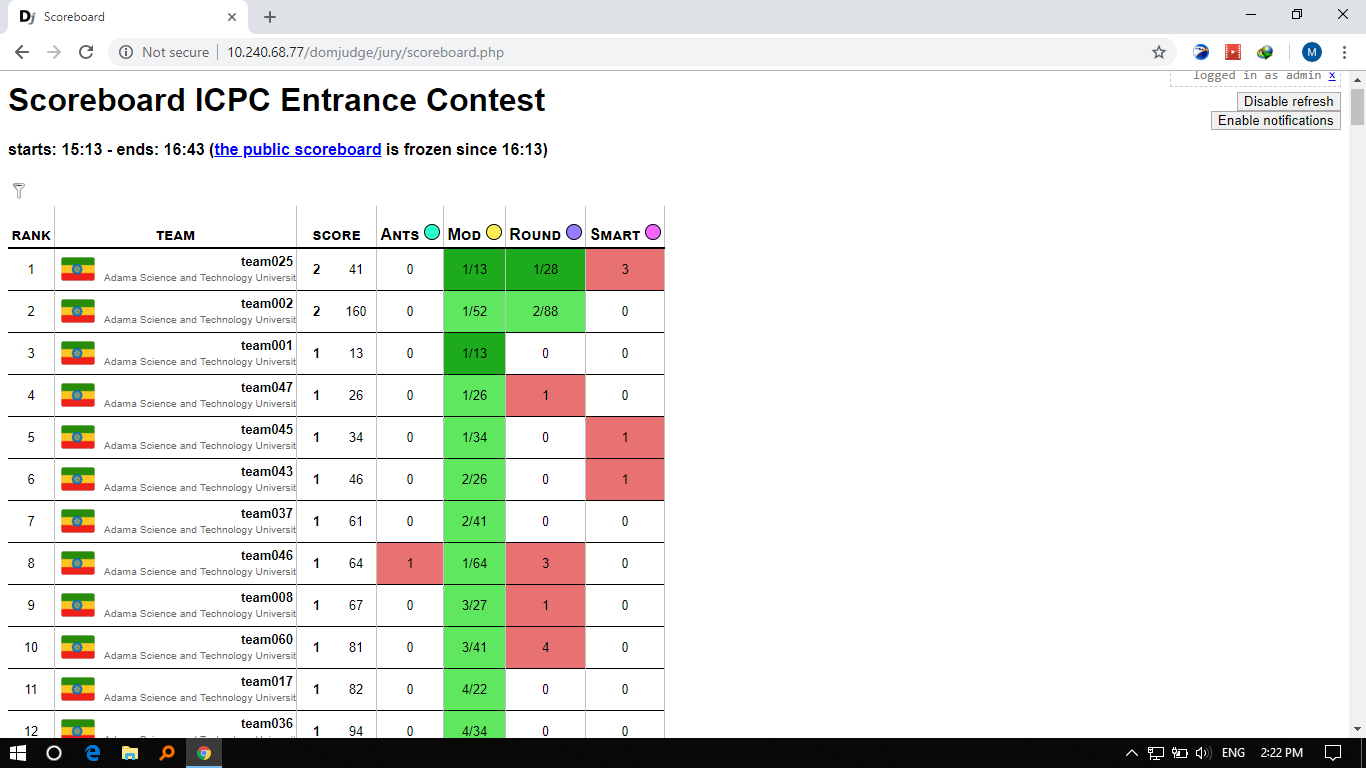 Dj Scoreboard
Not secure 10.240.68.77/domjudge/jury/scoreboard.php M
logged in as admin x
Scoreboard ICPC Entrance Contest
Disable refresh
Enable notifications
starts: 15:13 - ends: 16:43 (the public scoreboard is frozen since 16:13)
RANK TEAM SCORE ANTS MOD ROUND SMART
1 team025 2 41 0 1/13 1/28 3
Adama Science and Technology Universit
2 team002 2 160 0 1/52 2/88 0
Adama Science and Technology Universit
3 team001 1 13 0 1/13 0 0
Adama Science and Technology Universit
4 team047 1 26 0 1/26 1 0
Adama Science and Technology Universit
5 team045 1 34 0 1/34 0 1
Adama Science and Technology Universit
6 team043 1 46 0 2/26 0 1
Adama Science and Technology Universit
7 team037 1 61 0 2/41 0 0
Adama Science and Technology Universit
8 team046 1 64 1 1/64 3 0
Adama Science and Technology Universit
9 team008 1 67 0 3/27 1 0
Adama Science and Technology Universit
10 team060 1 81 0 3/41 4 0
Adama Science and Technology Universit
11 team017 1 82 0 4/22 0 0
Adama Science and Technology Universit
12 team036 1 94 0 4/34 0 0
ENG 2:22 PM